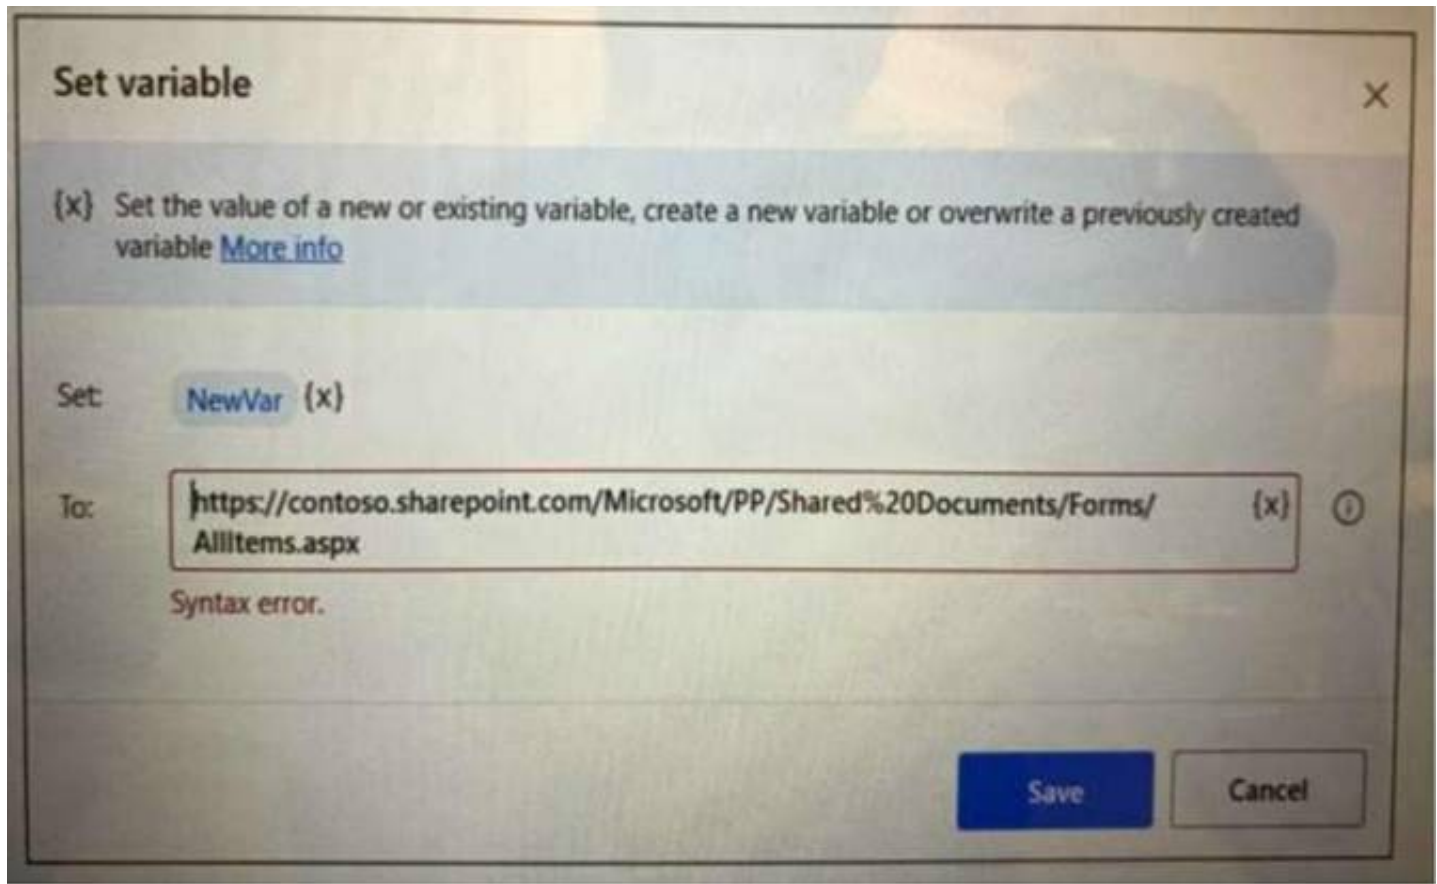 Set variable
{x} Set the value of a new or existing variable, create a new variable or overwrite a previously created
variable More info
Set: NewVar {x}
To: https://contoso.sharepoint.com/Microsoft/PP/Shared%20Documents/Forms/ {x}
AllItems.aspx
Syntax error.
Save Cancel